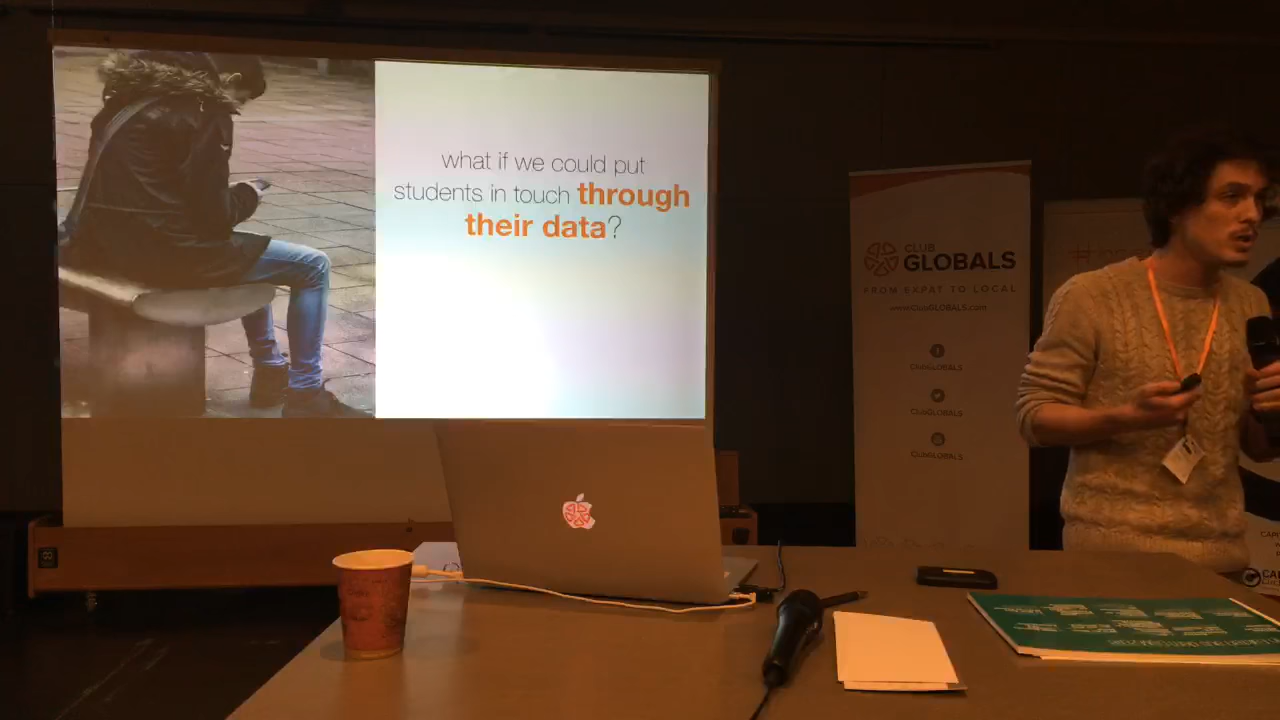 what if we could put
students in touch through
their data?
CLUB
GLOBALS
FROM EXPAT TO LOCAL
www.ClubGLOBALS.com
ClubGLOBALS
ClubGLOBALS
ClubGLOBALS